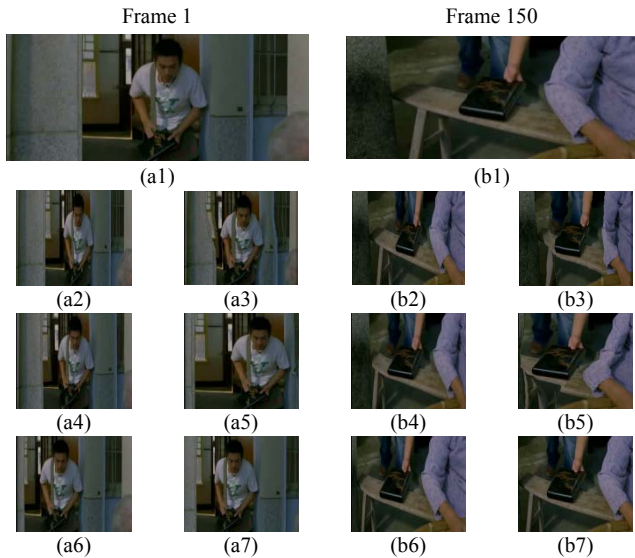 Frame 1 Frame 150
(a1) (b1)
(a2) (a3) (b2) (b3)
(a4) (a5) (b4) (b5)
(a6) (a7) (b6) (b7)